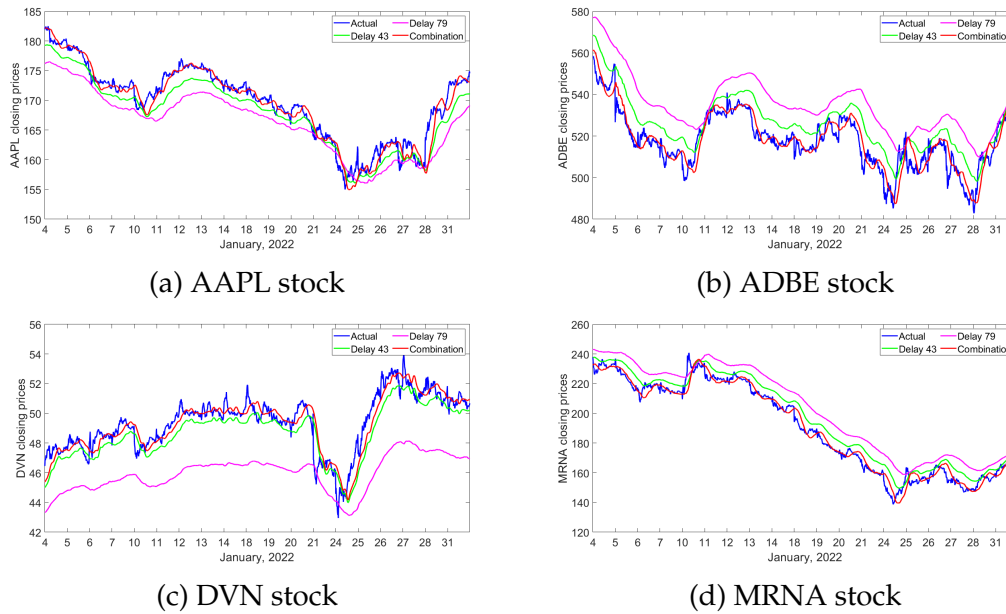 Actual
Delay 79
Delay 43
Combination
AAPL closing prices
185
180
175
170
165
160
155
150
4 5 6 7 10 11 12 13 14 18 19 20 21 24 25 26 27 28 31
January, 2022
(a) AAPL stock
Actual
Delay 79
Delay 43
Combination
ADBE closing prices
580
560
540
520
500
480
4 5 6 7 10 11 12 13 14 18 19 20 21 24 25 26 27 28 31
January, 2022
(b) ADBE stock
Actual
Delay 79
Delay 43
Combination
DVN closing prices
56
54
52
50
48
46
44
42
4 5 6 7 10 11 12 13 14 18 19 20 21 24 25 26 27 28 31
January, 2022
(c) DVN stock
Actual
Delay 79
Delay 43
Combination
MRNA closing prices
260
240
220
200
180
160
140
120
4 5 6 7 10 11 12 13 14 18 19 20 21 24 25 26 27 28 31
January, 2022
(d) MRNA stock